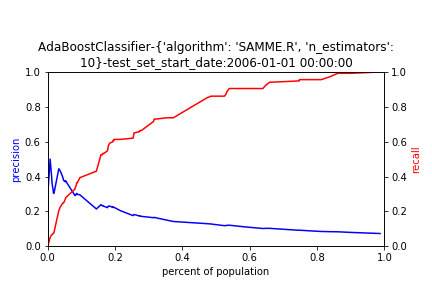 AdaBoostClassifier-{'algorithm': 'SAMME.R', 'n_estimators':
10}-test_set_start_date:2006-01-01 00:00:00
1.0 1.0
0.8 0.8
0.6 0.6
precision recall
0.4 0.4
0.2 0.2
0.0 0.0
0.0 0.2 0.4 0.6 0.8 1.0
percent of population